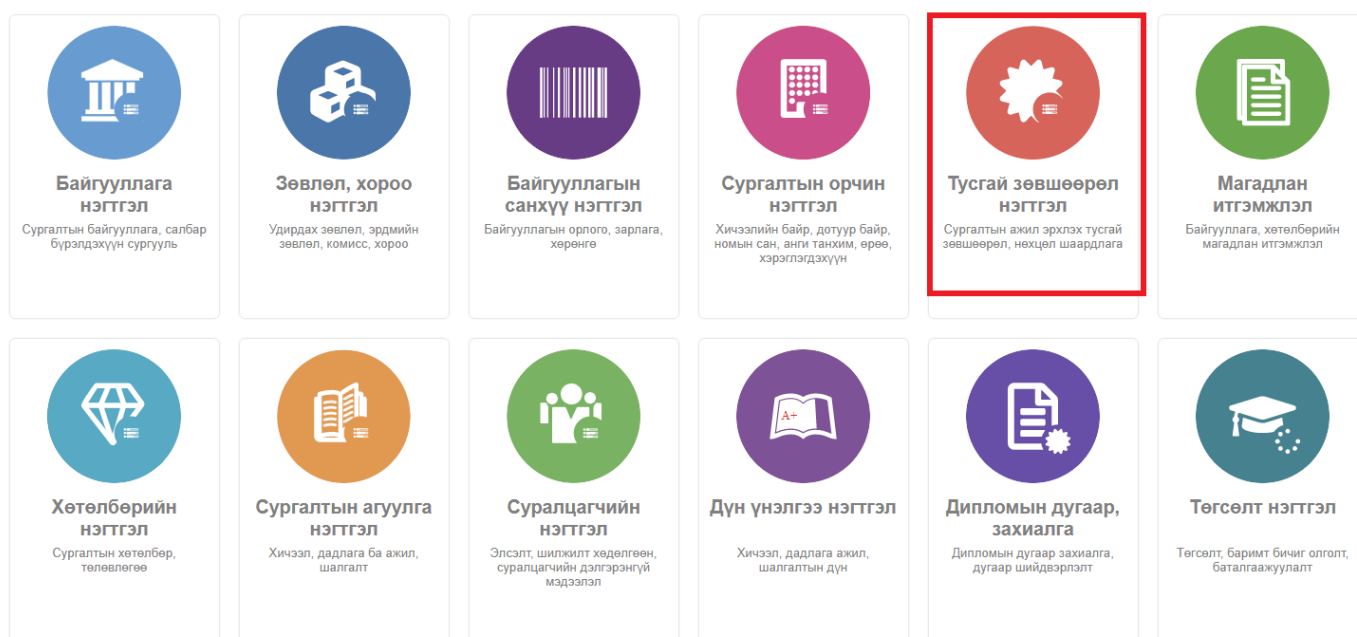 Байгууллага
нэгтгэл
Сургалтын байгууллага, салбар
бүрэлдэхүүн сургууль
Зөвлөл, хороо
нэгтгэл
Удирдах зөвлөл, эрдмийн
зөвлөл, комисс, хороо
Байгууллагын
санхүү нэгтгэл
Байгууллагын орлого, зарлага,
хөрөнгө
Сургалтын орчин
нэгтгэл
Хичээлийн байр, дотуур байр,
номын сан, анги танхим, өрөө,
хэрэглэгдэхүүн
Тусгай зөвшөөрөл
нэгтгэл
Сургалтын ажил эрхлэх тусгай
зөвшөөрөл, нөхцөл шаардлага
Магадлан
итгэмжлэл
Байгууллага, хөтөлбөрийн
магадлан итгэмжлэл
Хөтөлбөрийн
нэгтгэл
Сургалтын хөтөлбөр,
төлөвлөгөө
Сургалтын агуулга
нэгтгэл
Хичээл, дадлага ба ажил,
шалгалт
Суралцагчийн
нэгтгэл
Элсэлт, шилжилт хөдөлгөөн,
суралцагчийн дэлгэрэнгүй
мэдээлэл
A+
Дүн үнэлгээ нэгтгэл
Хичээл, дадлага ажил,
шалгалтын дүн
Дипломын дугаар,
захиалга
Дипломын дугаар захиалга,
дугаар шийдвэрлэлт
Төгсөлт нэгтгэл
Төгсөлт, баримт бичиг олголт,
баталгаажуулалт